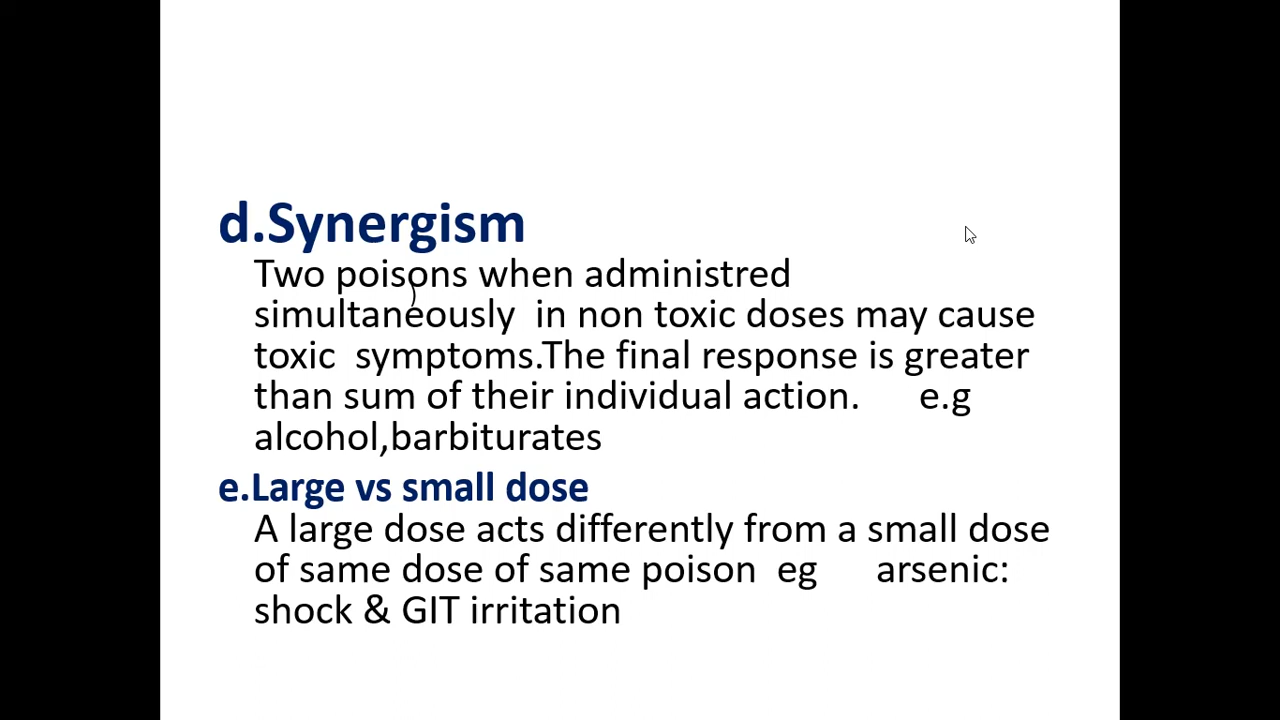 d.Synergism
Two poisons when administred
simultaneously  in non toxic doses may cause
toxic  symptoms.The final response is greater
than sum of their individual action.      e.g
alcohol,barbiturates
e.Large vs small dose
A large dose acts differently from a small dose
of same dose of same poison  eg      arsenic:
shock & GIT irritation